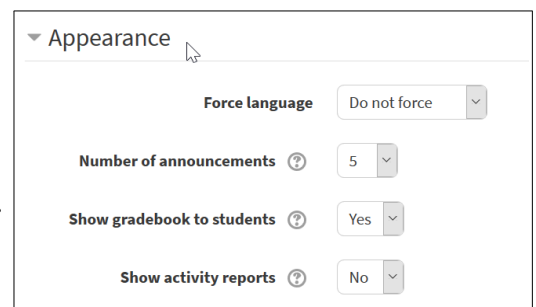 Appearance
Force language Do not force
Number of announcements 5
Show gradebook to students Yes
Show activity reports No